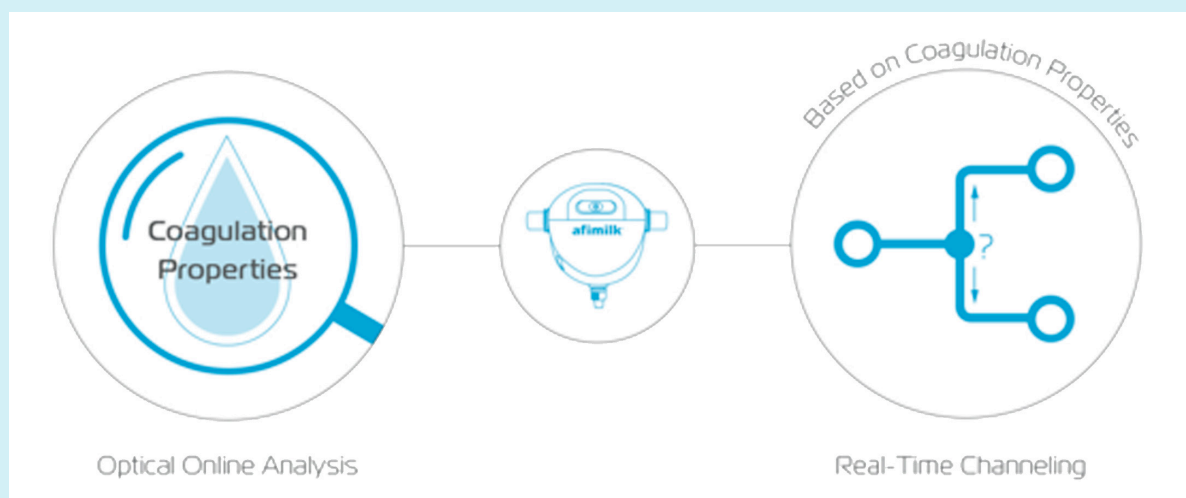 Coagulation
Properties
Optical Online Analysis
afimilk
Based on Coagulation Properties
?
Real-Time Channeling